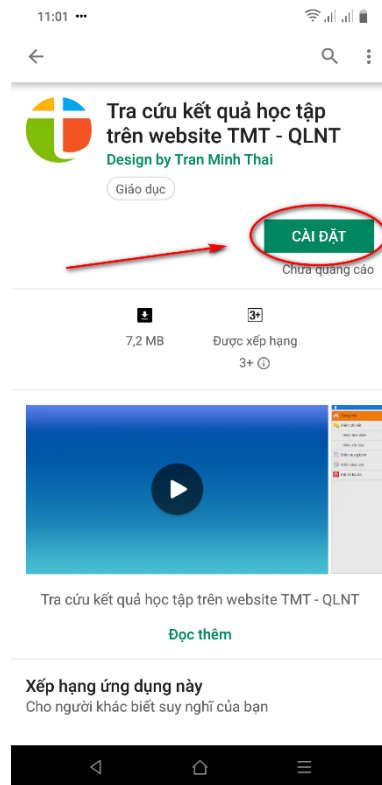 11:01 •••
Tra cứu kết quả học tập
trên website TMT - QLNT
Design by Tran Minh Thai
Giáo dục
CÀI ĐẶT
Chứa quảng cáo
3+
7,2 MB
Được xếp hạng
3+
Tra cứu kết quả học tập trên website TMT - QLNT
Đọc thêm
Xếp hạng ứng dụng này
Cho người khác biết suy nghĩ của bạn